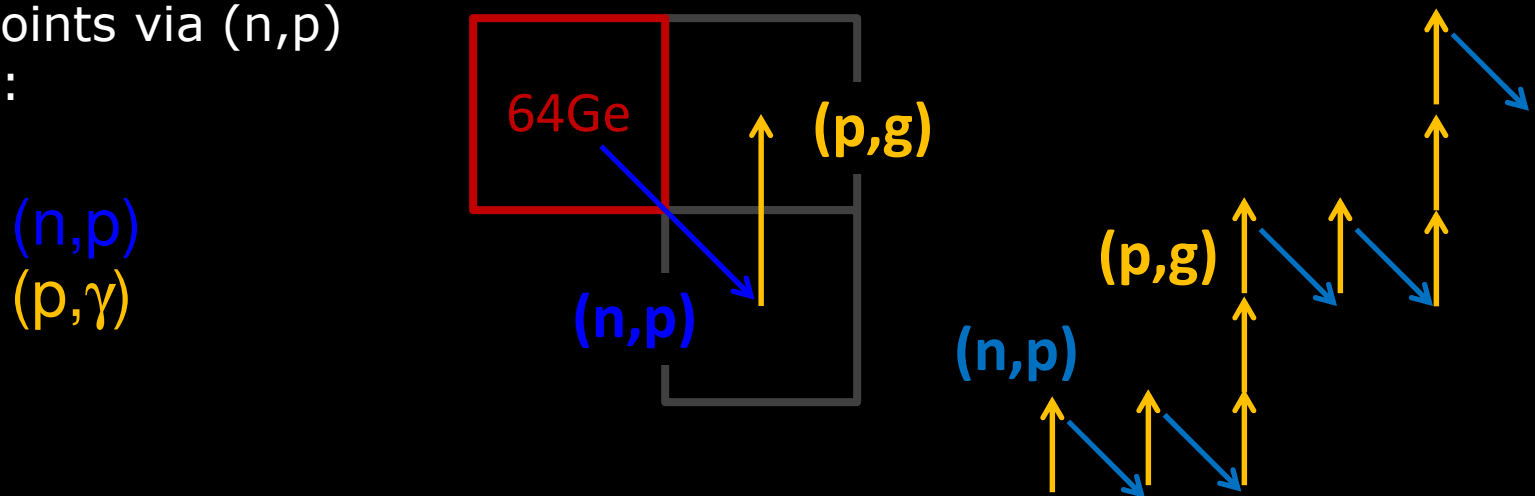 oints via (n,p)
:
(n,p)
(p,γ)
64Ge
(p,g)
(n,p)
(p,g)
(n,p)